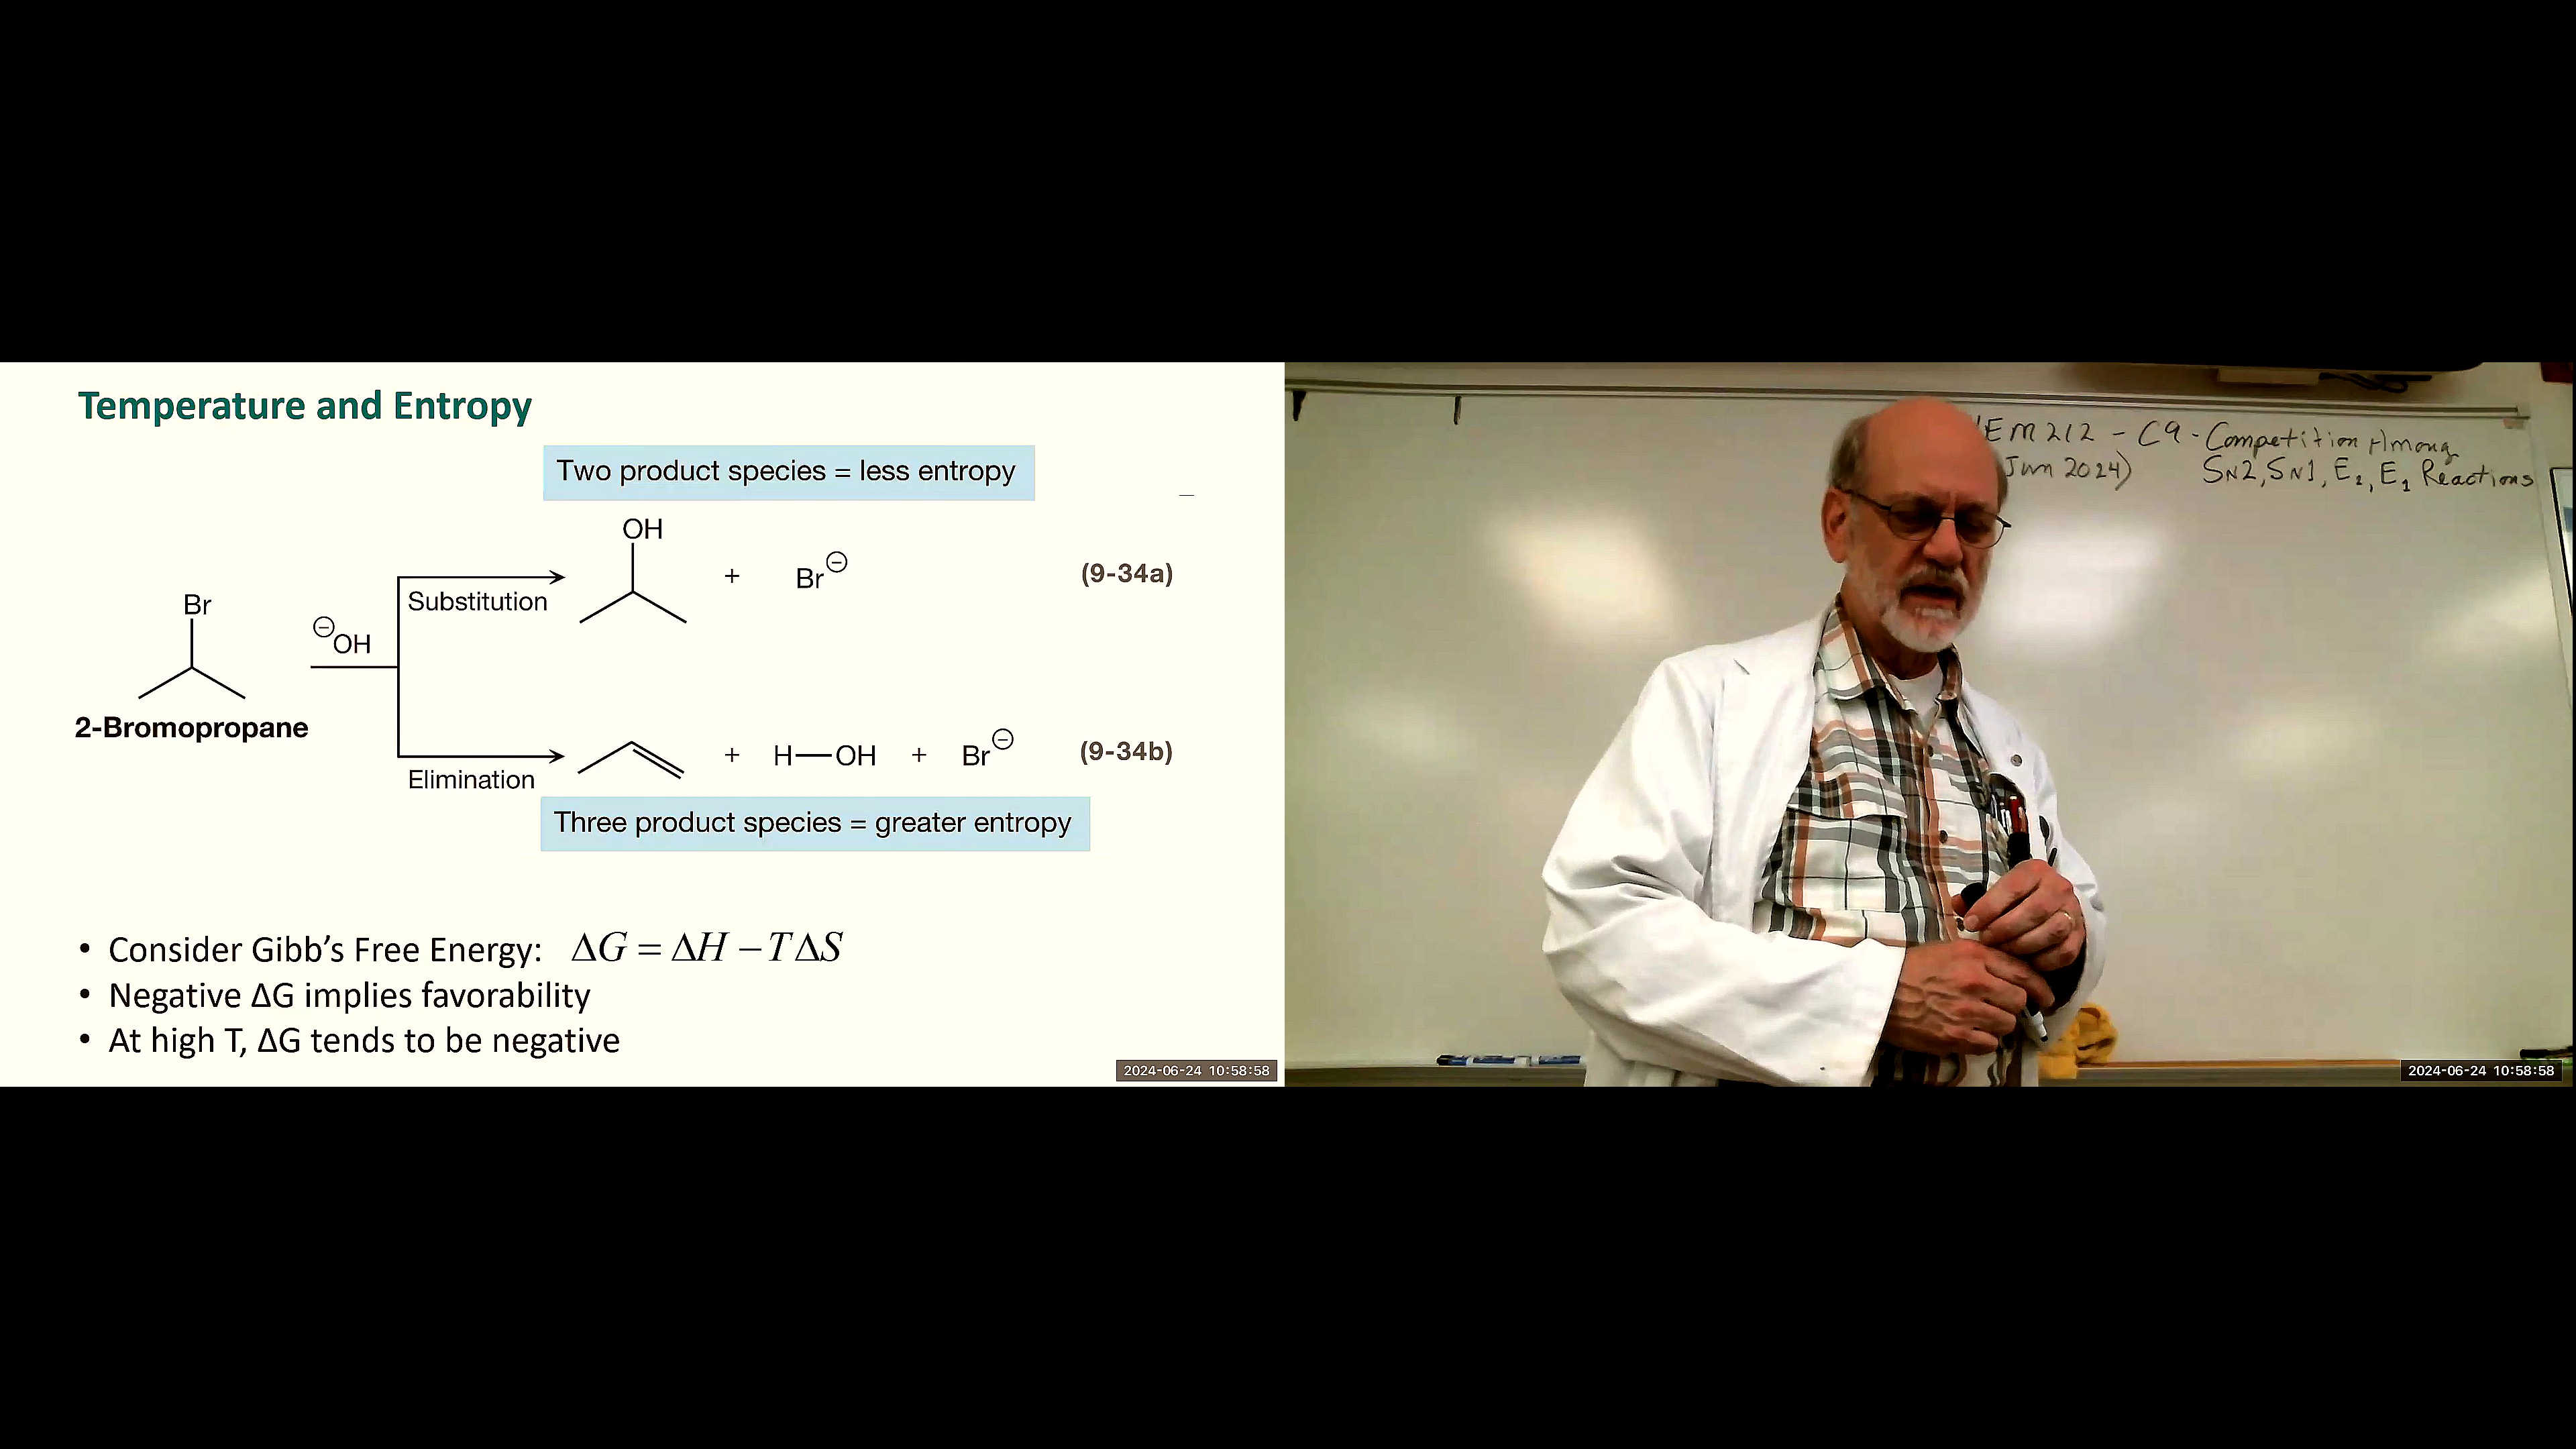 Temperature and Entropy
Two product species = less entropy
OH
+ Br⊖ (9-34a)
Substitution
Br
⊖OH
2-Bromopropane
+ H—OH + Br⊖ (9-34b)
Elimination
Three product species = greater entropy
• Consider Gibb’s Free Energy: ΔG = ΔH – TΔS
• Negative ΔG implies favorability
• At high T, ΔG tends to be negative
2024-06-24 10:58:58
EM 212 - C9 - Competition Among
Jun 2024) SN2, SN1, E2, E1 Reactions
2024-06-24 10:58:58